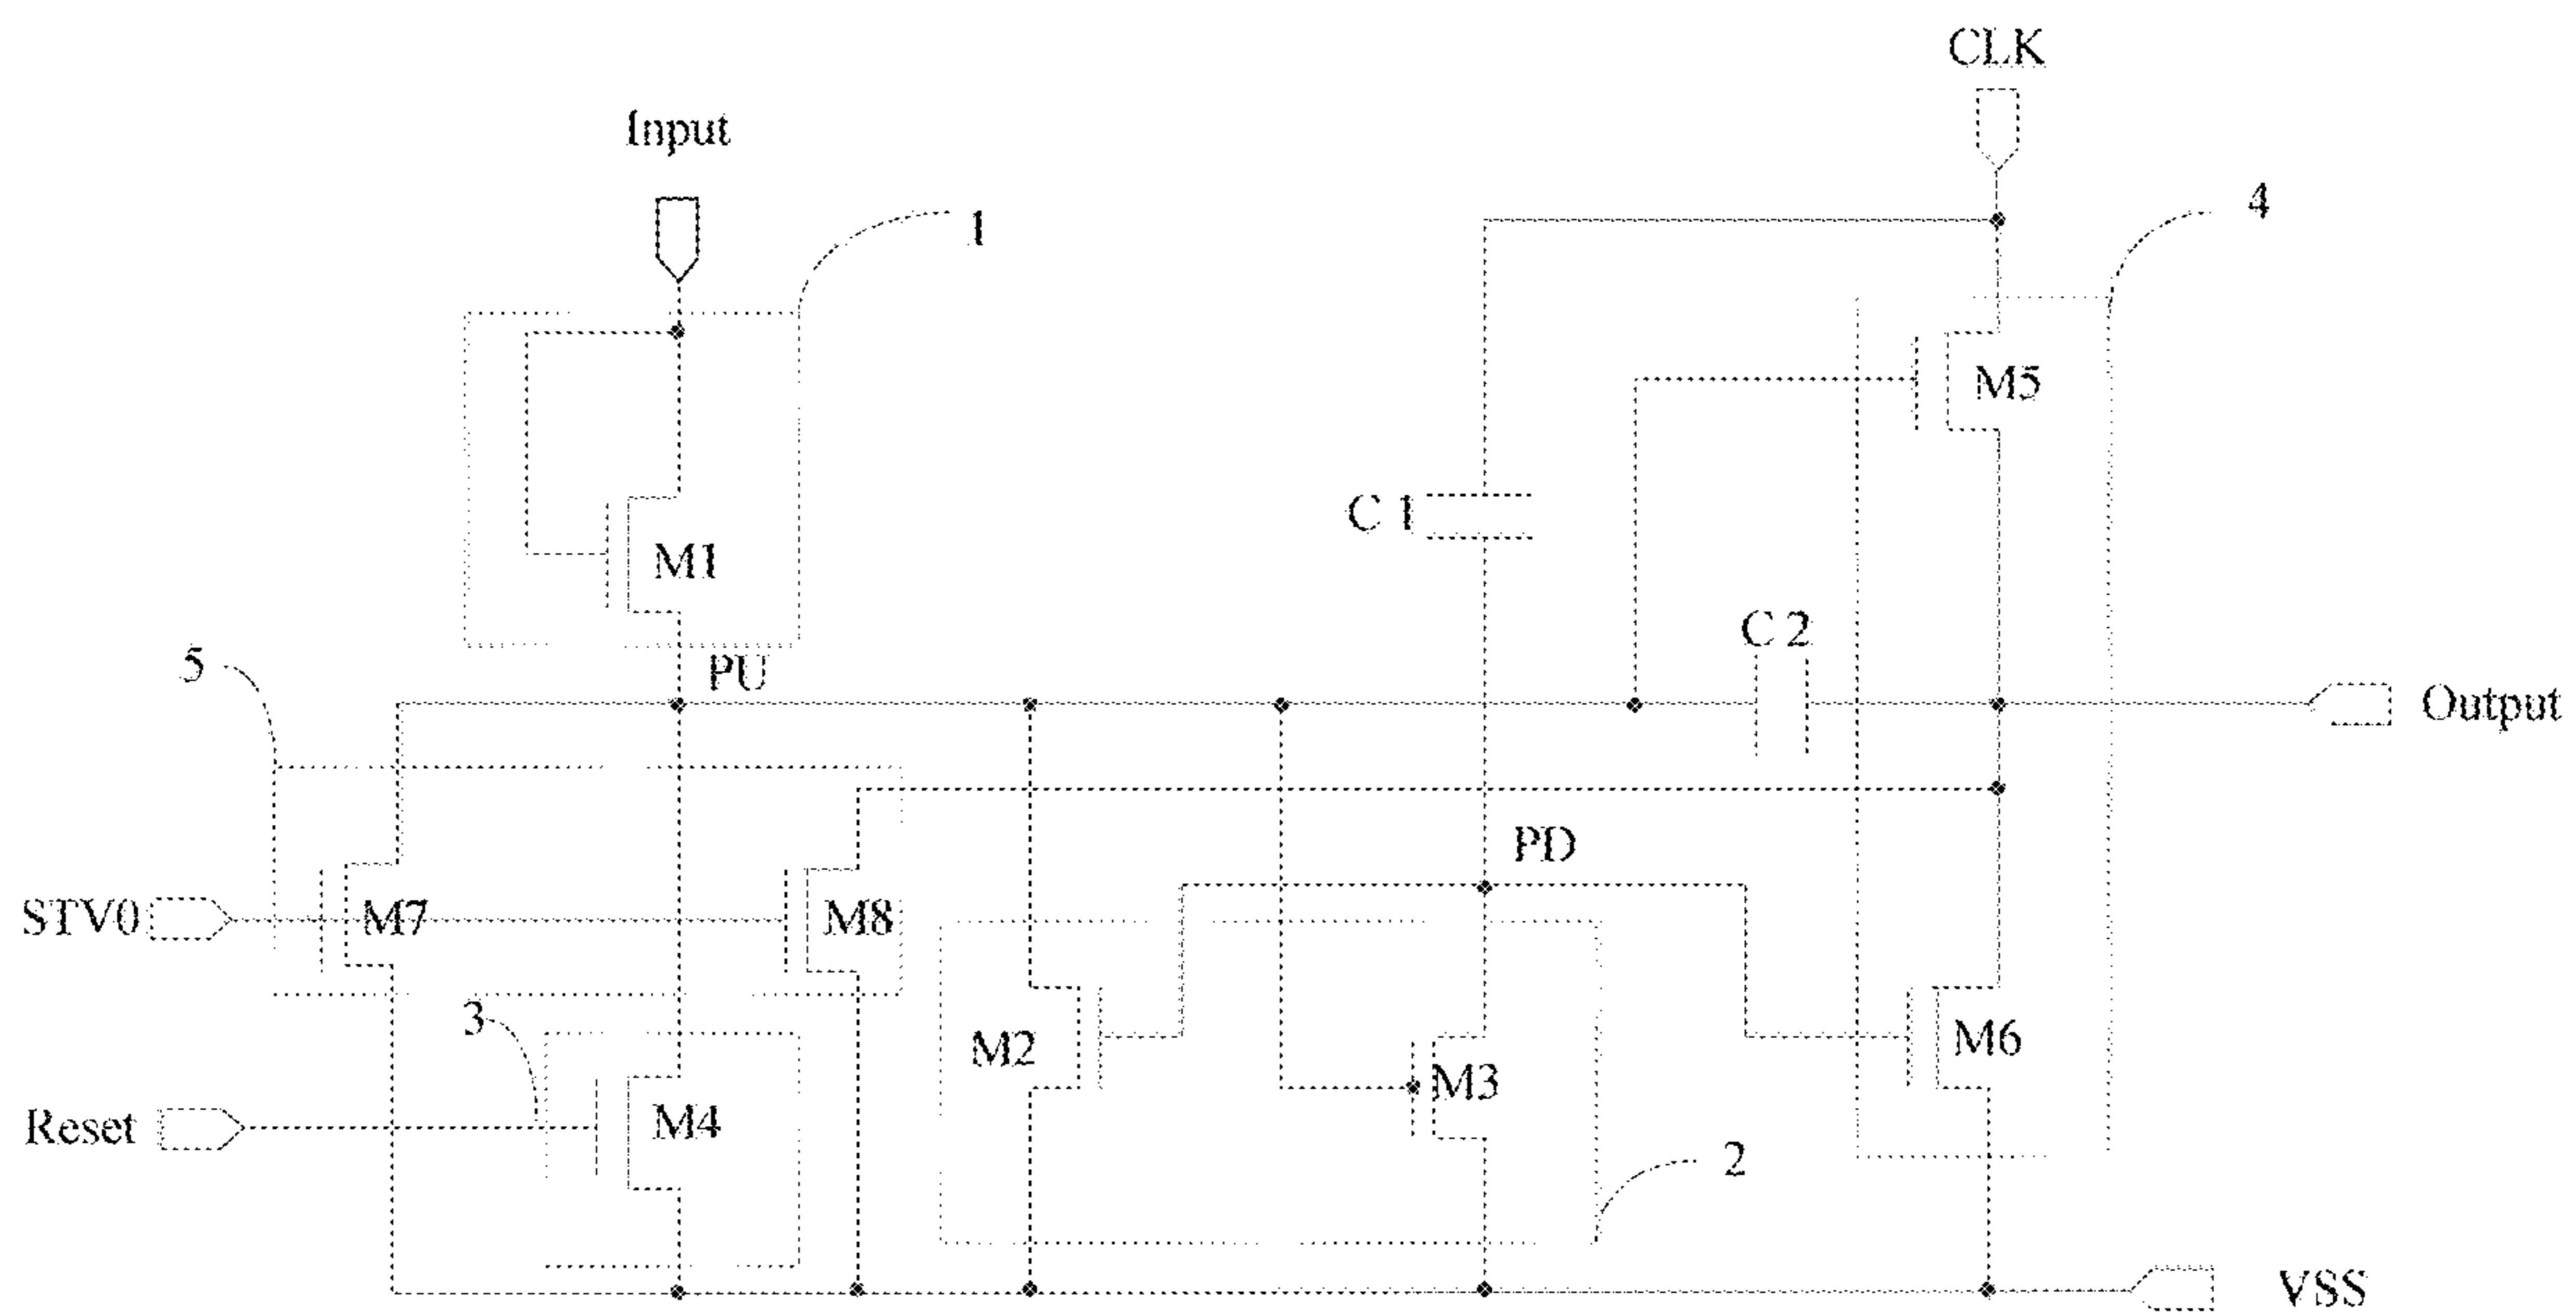 CLK
Input
1
4
M5
C 1
M1
C 2
5
PU
Output
PD
STV0
M7
M8
3
M2
M6
M3
Reset
M4
2
VSS